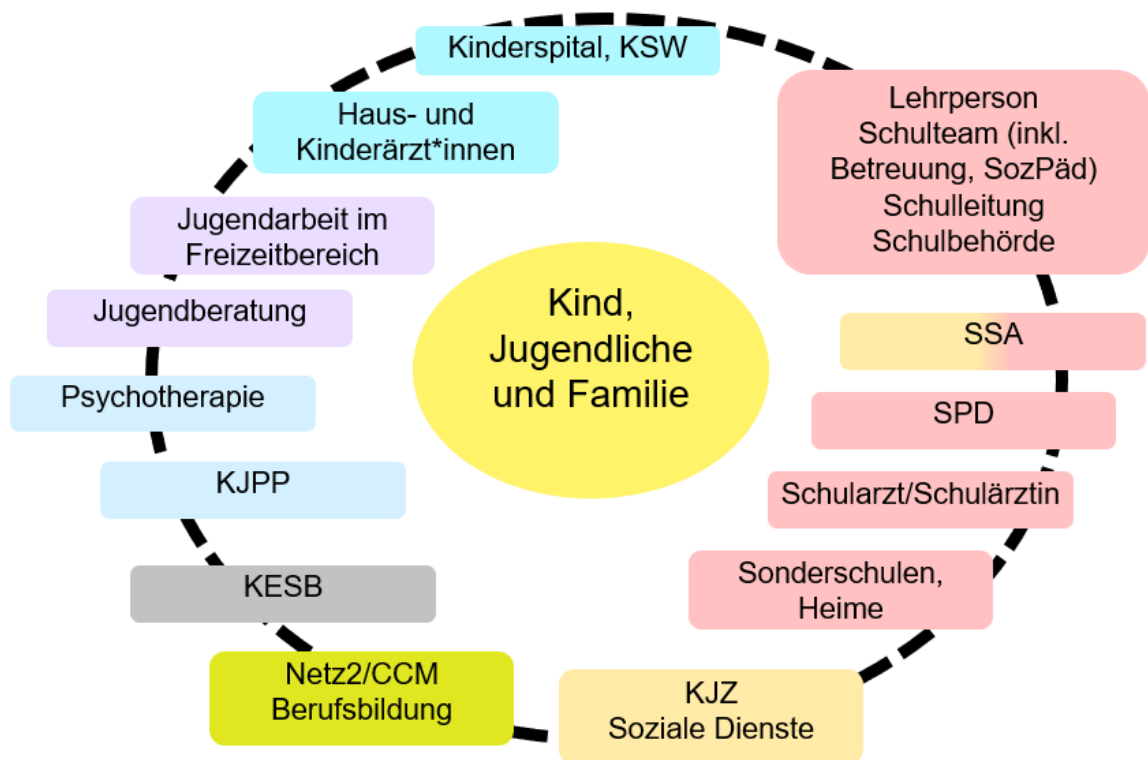 Kinderspital, KSW
Haus- und
Kinderärzt*innen
Lehrperson
Schulteam (inkl.
Betreuung, SozPäd)
Schulleitung
Schulbehörde
Jugendarbeit im
Freizeitbereich
Jugendberatung
Kind,
Jugendliche
und Familie
SSA
Psychotherapie
SPD
KJPP
Schularzt/Schulärztin
KESB
Sonderschulen,
Heime
Netz2/CCM
Berufsbildung
KJZ
Soziale Dienste